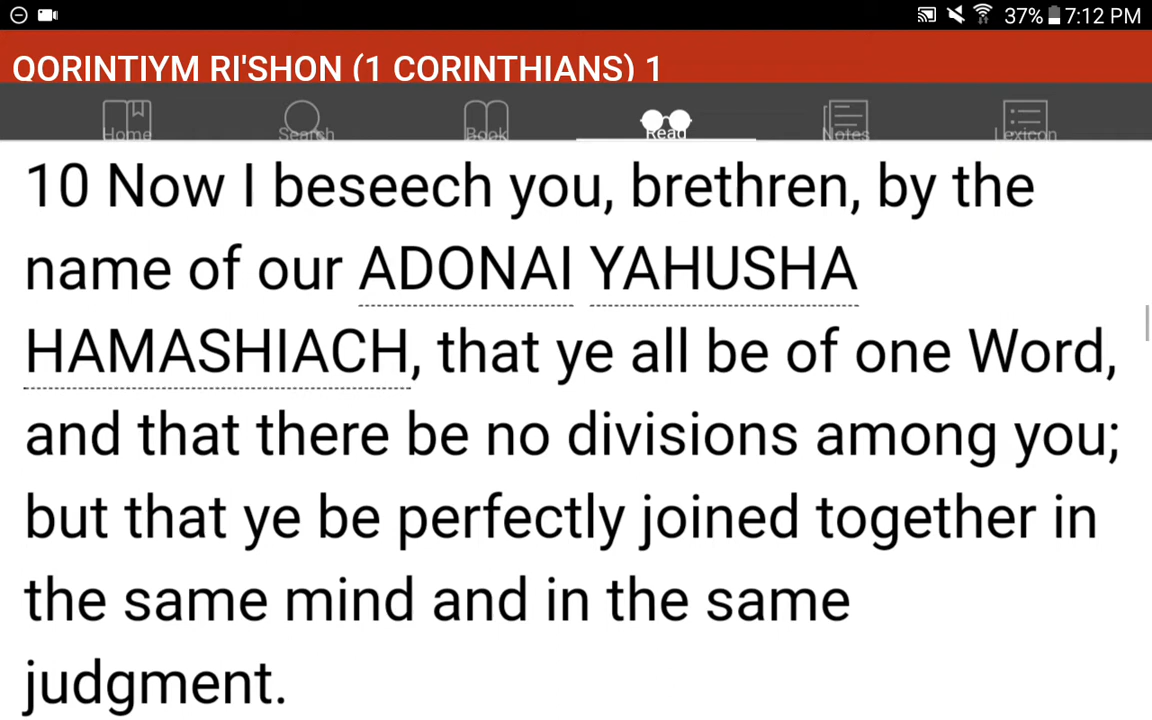 37% 7:12 PM
QORINTIYM RI'SHON (1 CORINTHIANS) 1
Home Search Book Read Notes Lexicon
10 Now I beseech you, brethren, by the
name of our ADONAI YAHUSHA
HAMASHIACH, that ye all be of one Word,
and that there be no divisions among you;
but that ye be perfectly joined together in
the same mind and in the same
judgment.